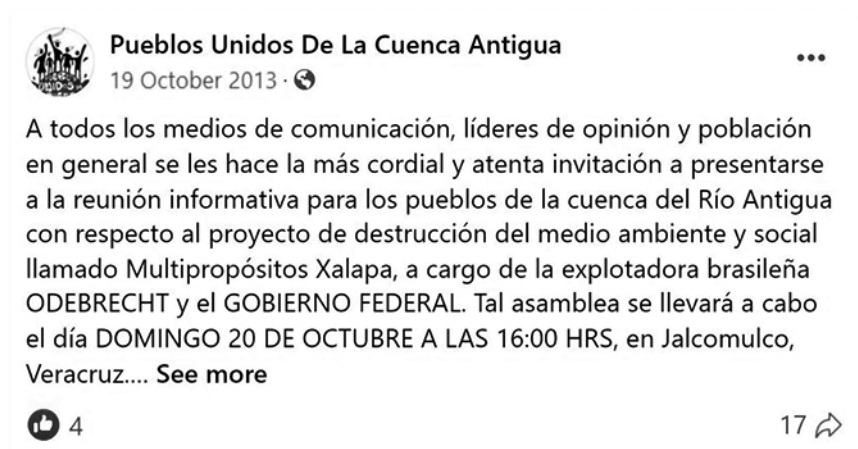 Pueblos Unidos De La Cuenca Antigua
19 October 2013 ·
A todos los medios de comunicación, líderes de opinión y población
en general se les hace la más cordial y atenta invitación a presentarse
a la reunión informativa para los pueblos de la cuenca del Río Antigua
con respecto al proyecto de destrucción del medio ambiente y social
llamado Multipropósitos Xalapa, a cargo de la explotadora brasileña
ODEBRECHT y el GOBIERNO FEDERAL. Tal asamblea se llevará a cabo
el día DOMINGO 20 DE OCTUBRE A LAS 16:00 HRS, en Jalcomulco,
Veracruz.... See more
4
17